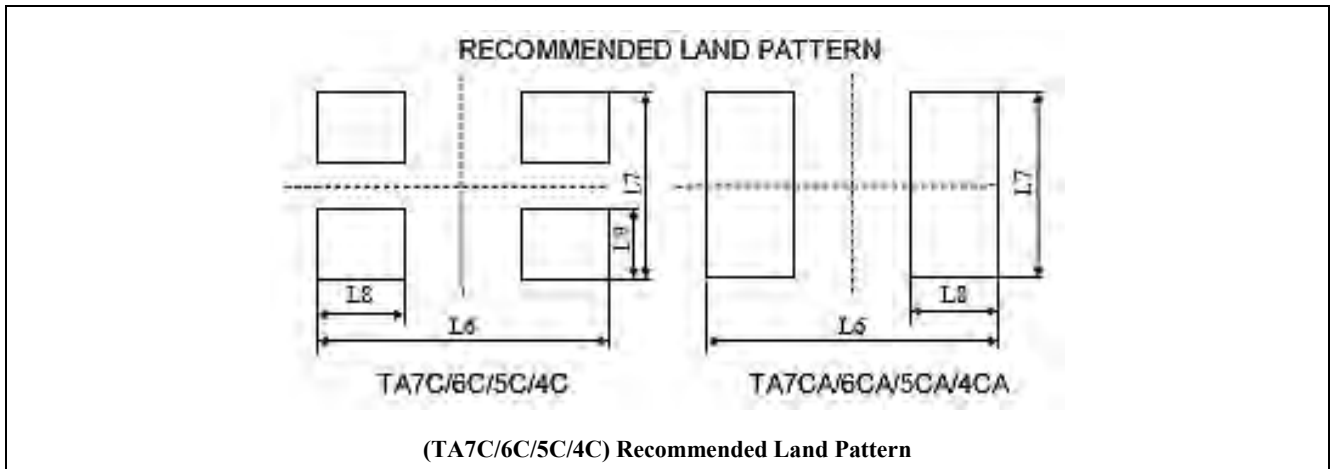 RECOMMENDED LAND PATTERN
L7
L9
L8
L6
TA7C/6C/5C/4C
L7
L8
L6
TA7CA/6CA/5CA/4CA
(TA7C/6C/5C/4C) Recommended Land Pattern